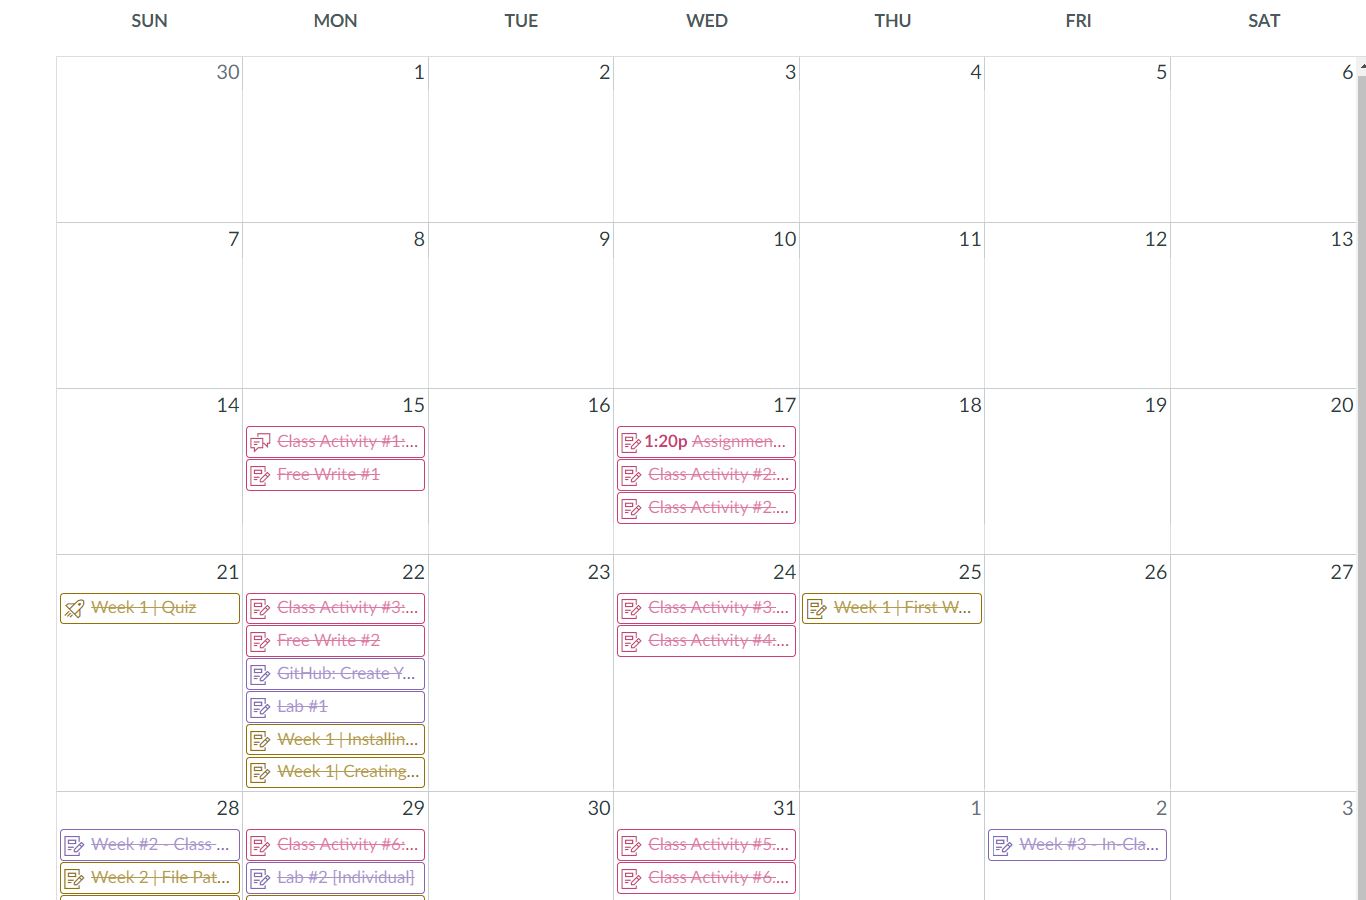 SUN MON TUE WED THU FRI SAT
30 1 2 3 4 5 6
7 8 9 10 11 12 13
14 15 16 17 18 19 20
Class Activity #1:... 1:20p Assignmen...
Free Write #1 Class Activity #2:...
Class Activity #2:...
21 22 23 24 25 26 27
Week 1 | Quiz Class Activity #3:... Class Activity #3:... Week 1 | First W...
Free Write #2 Class Activity #4:...
GitHub: Create Y...
Lab #1
Week 1 | Installin...
Week 1| Creating...
28 29 30 31 1 2 3
Week #2 - Class ... Class Activity #6:... Class Activity #5:... Week #3 - In-Cla...
Week 2 | File Pat... Lab #2 [Individual] Class Activity #6:...